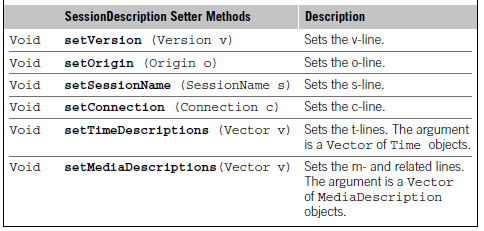 SessionDescription Setter Methods Description
Void setVersion (Version v) Sets the v-line.
Void setOrigin (Origin o) Sets the o-line.
Void setSessionName (SessionName s) Sets the s-line.
Void setConnection (Connection c) Sets the c-line.
Void setTimeDescriptions (Vector v) Sets the t-lines. The argument
is a Vector of Time objects.
Void setMediaDescriptions(Vector v) Sets the m- and related lines.
The argument is a Vector
of MediaDescription
objects.